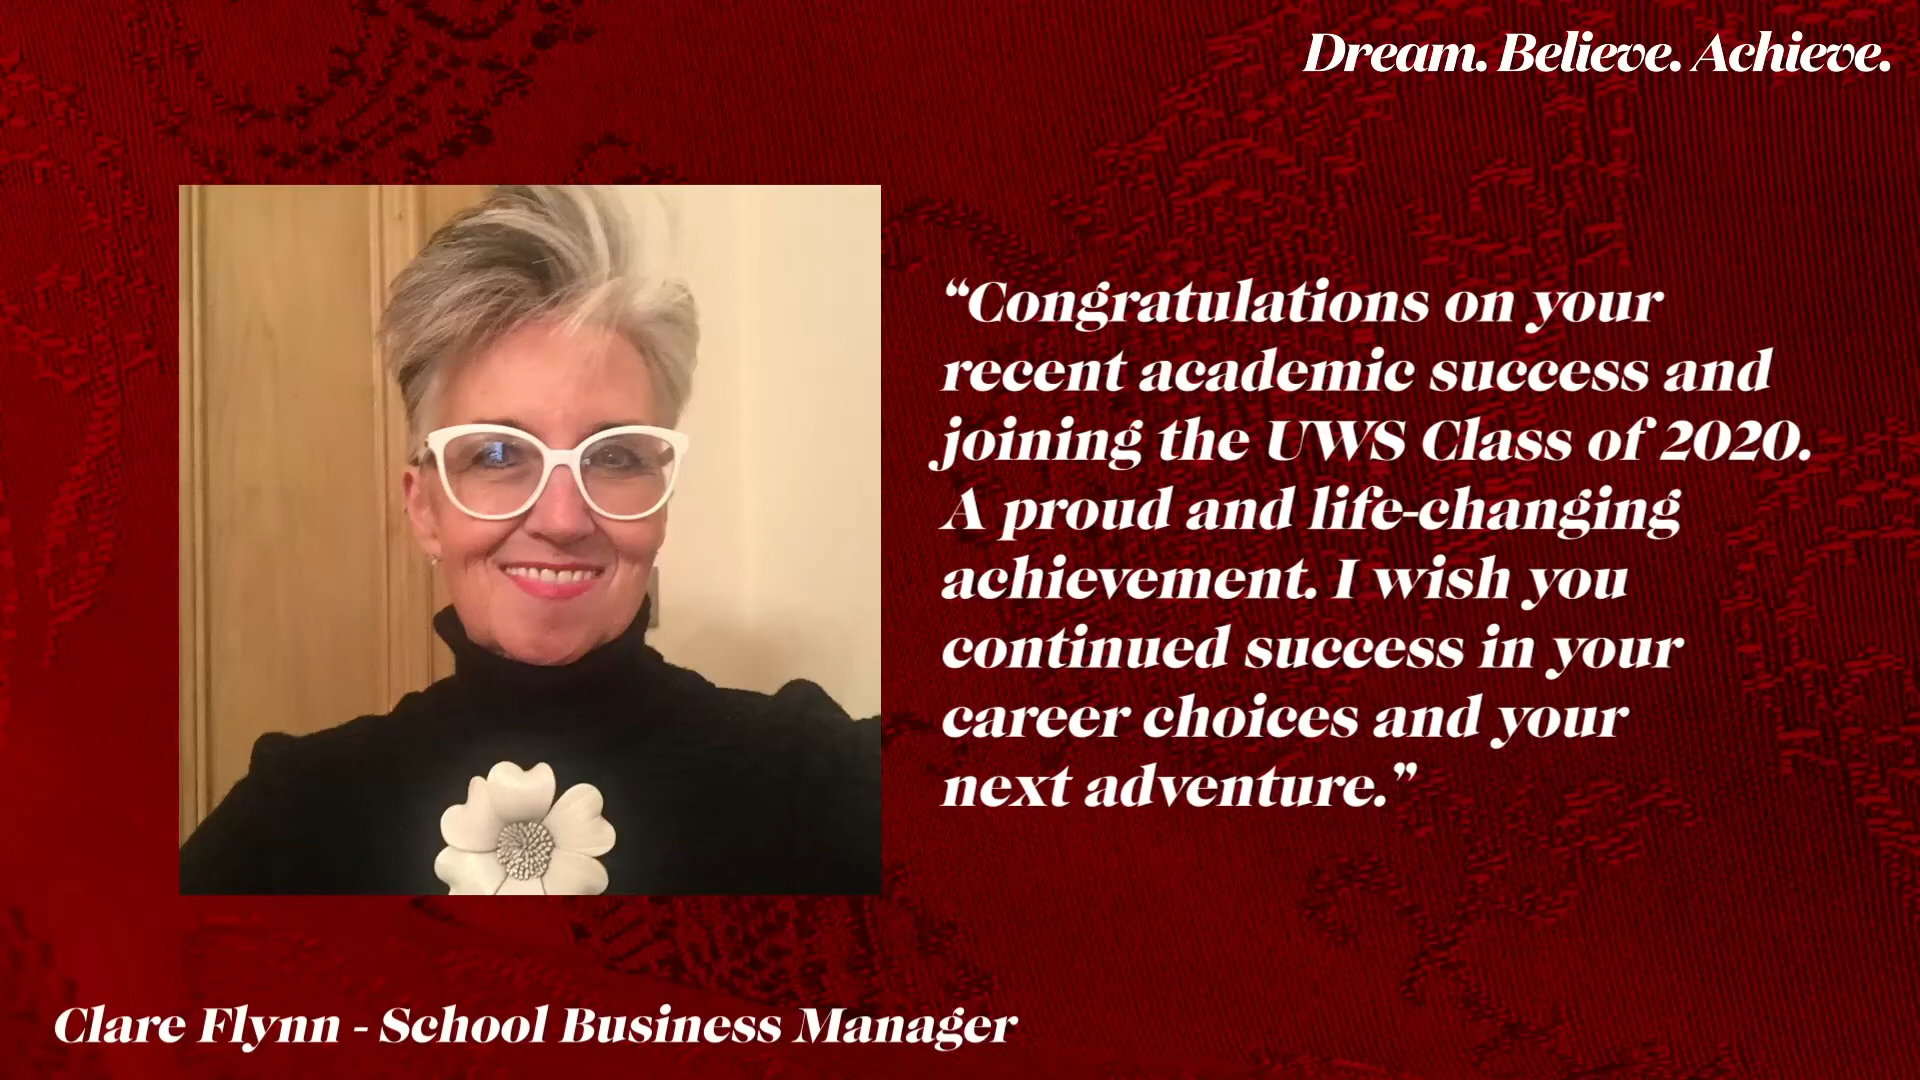 Dream. Believe. Achieve.
“Congratulations on your
recent academic success and
joining the UWS Class of 2020.
A proud and life-changing
achievement. I wish you
continued success in your
career choices and your
next adventure.”
Clare Flynn - School Business Manager